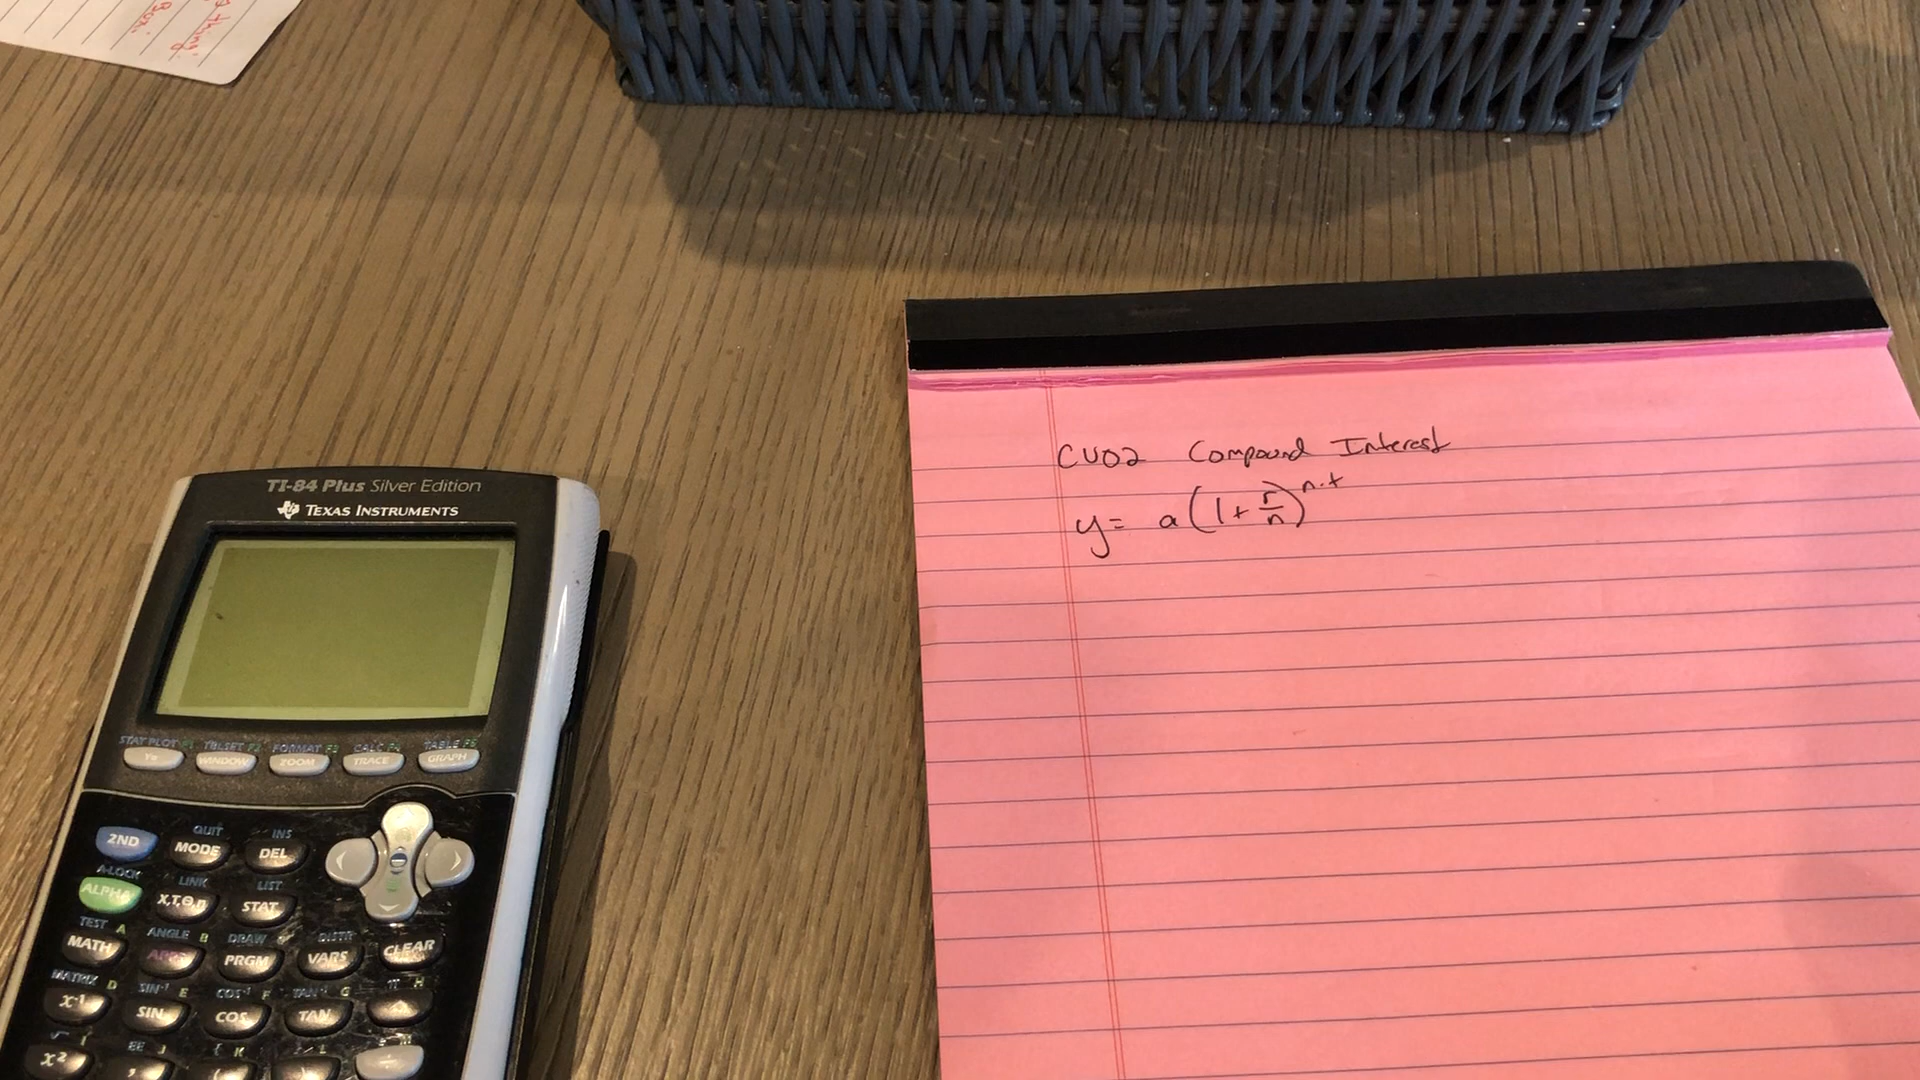 thing'
Box.
CU02 Compound Interest
y= a(1+r/n)^n·t
TI-84 Plus Silver Edition
TEXAS INSTRUMENTS
STAT PLOT F1 TBLSET F2 FORMAT F3 CALC F4 TABLE F5
Y= WINDOW ZOOM TRACE GRAPH
QUIT INS
2ND MODE DEL
A-LOCK LINK LIST
ALPHA X,T,θ,n STAT
TEST A ANGLE B DRAW C DISTR
MATH APPS PRGM VARS CLEAR
MATRIX D SIN⁻¹ E COS⁻¹ F TAN⁻¹ G π H
x⁻¹ SIN COS TAN ^
√ I EE J { K } L M
x² , ( ) ÷